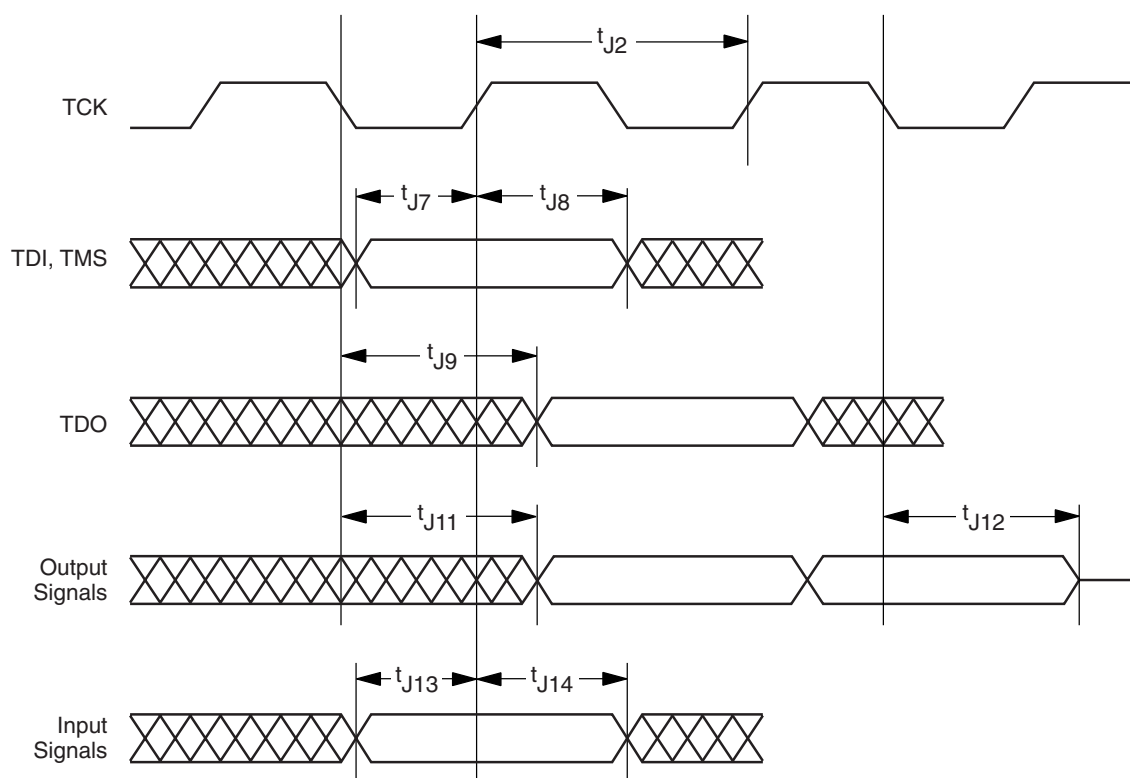 tJ2
TCK
tJ7
tJ8
TDI, TMS
tJ9
TDO
tJ11
tJ12
Output
Signals
tJ13
tJ14
Input
Signals